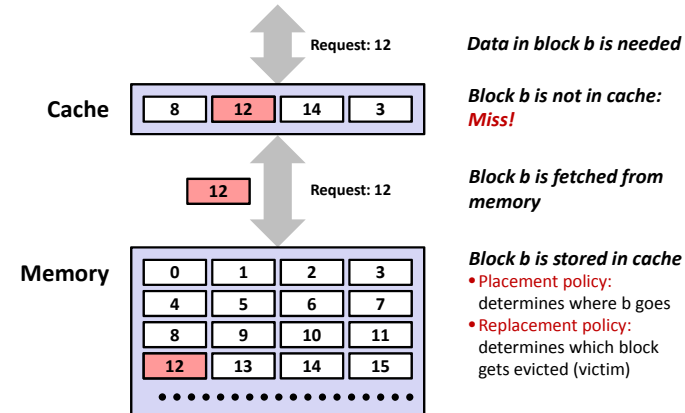 Request: 12
Data in block b is needed
Cache
8 12 14 3
Block b is not in cache:
Miss!
12
Request: 12
Block b is fetched from
memory
Memory
0 1 2 3
4 5 6 7
8 9 10 11
12 13 14 15
Block b is stored in cache
• Placement policy:
determines where b goes
• Replacement policy:
determines which block
gets evicted (victim)